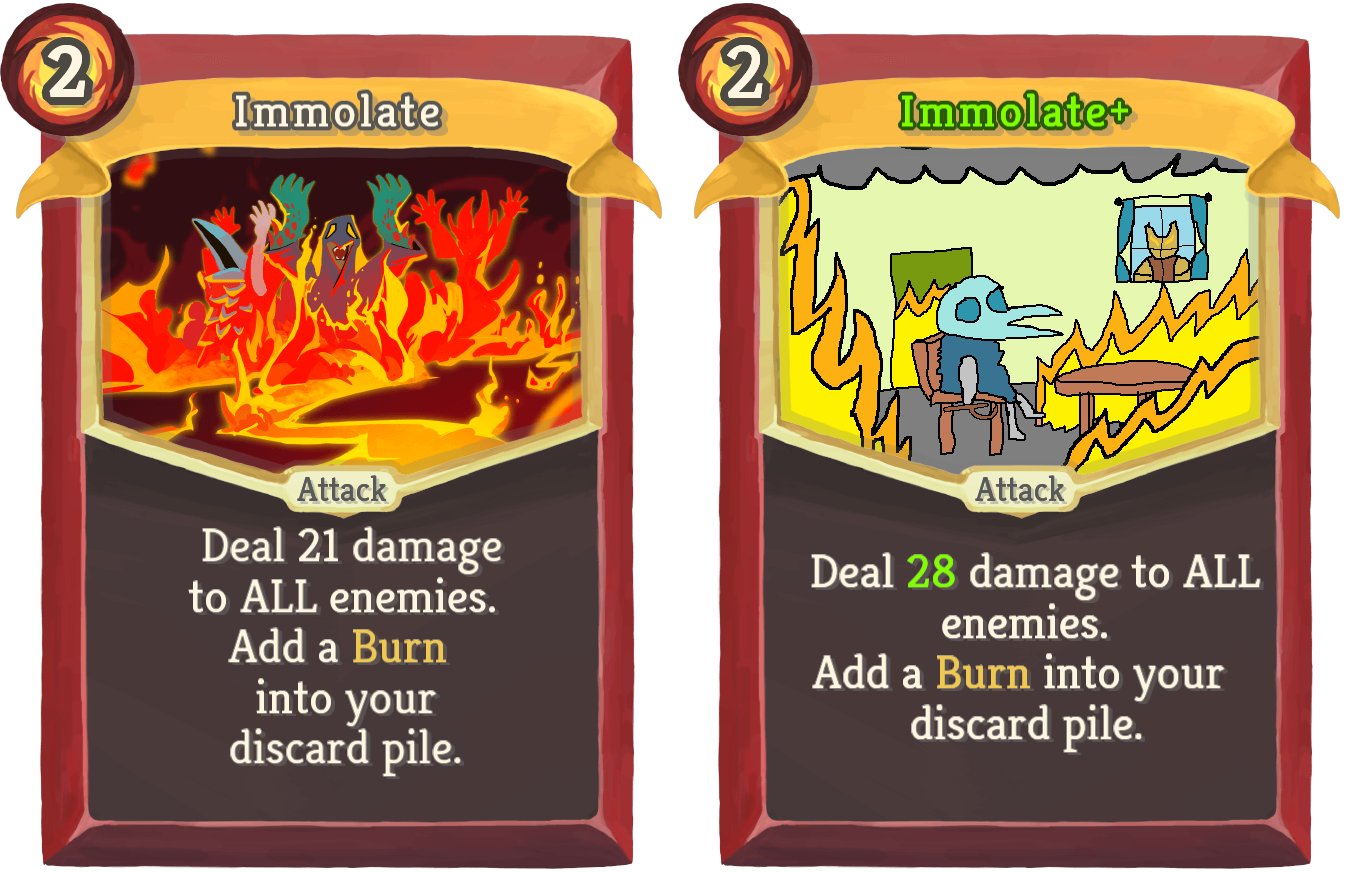 2
Immolate
Attack
Deal 21 damage
to ALL enemies.
Add a Burn
into your
discard pile.
2
Immolate+
Attack
Deal 28 damage to ALL
enemies.
Add a Burn into your
discard pile.